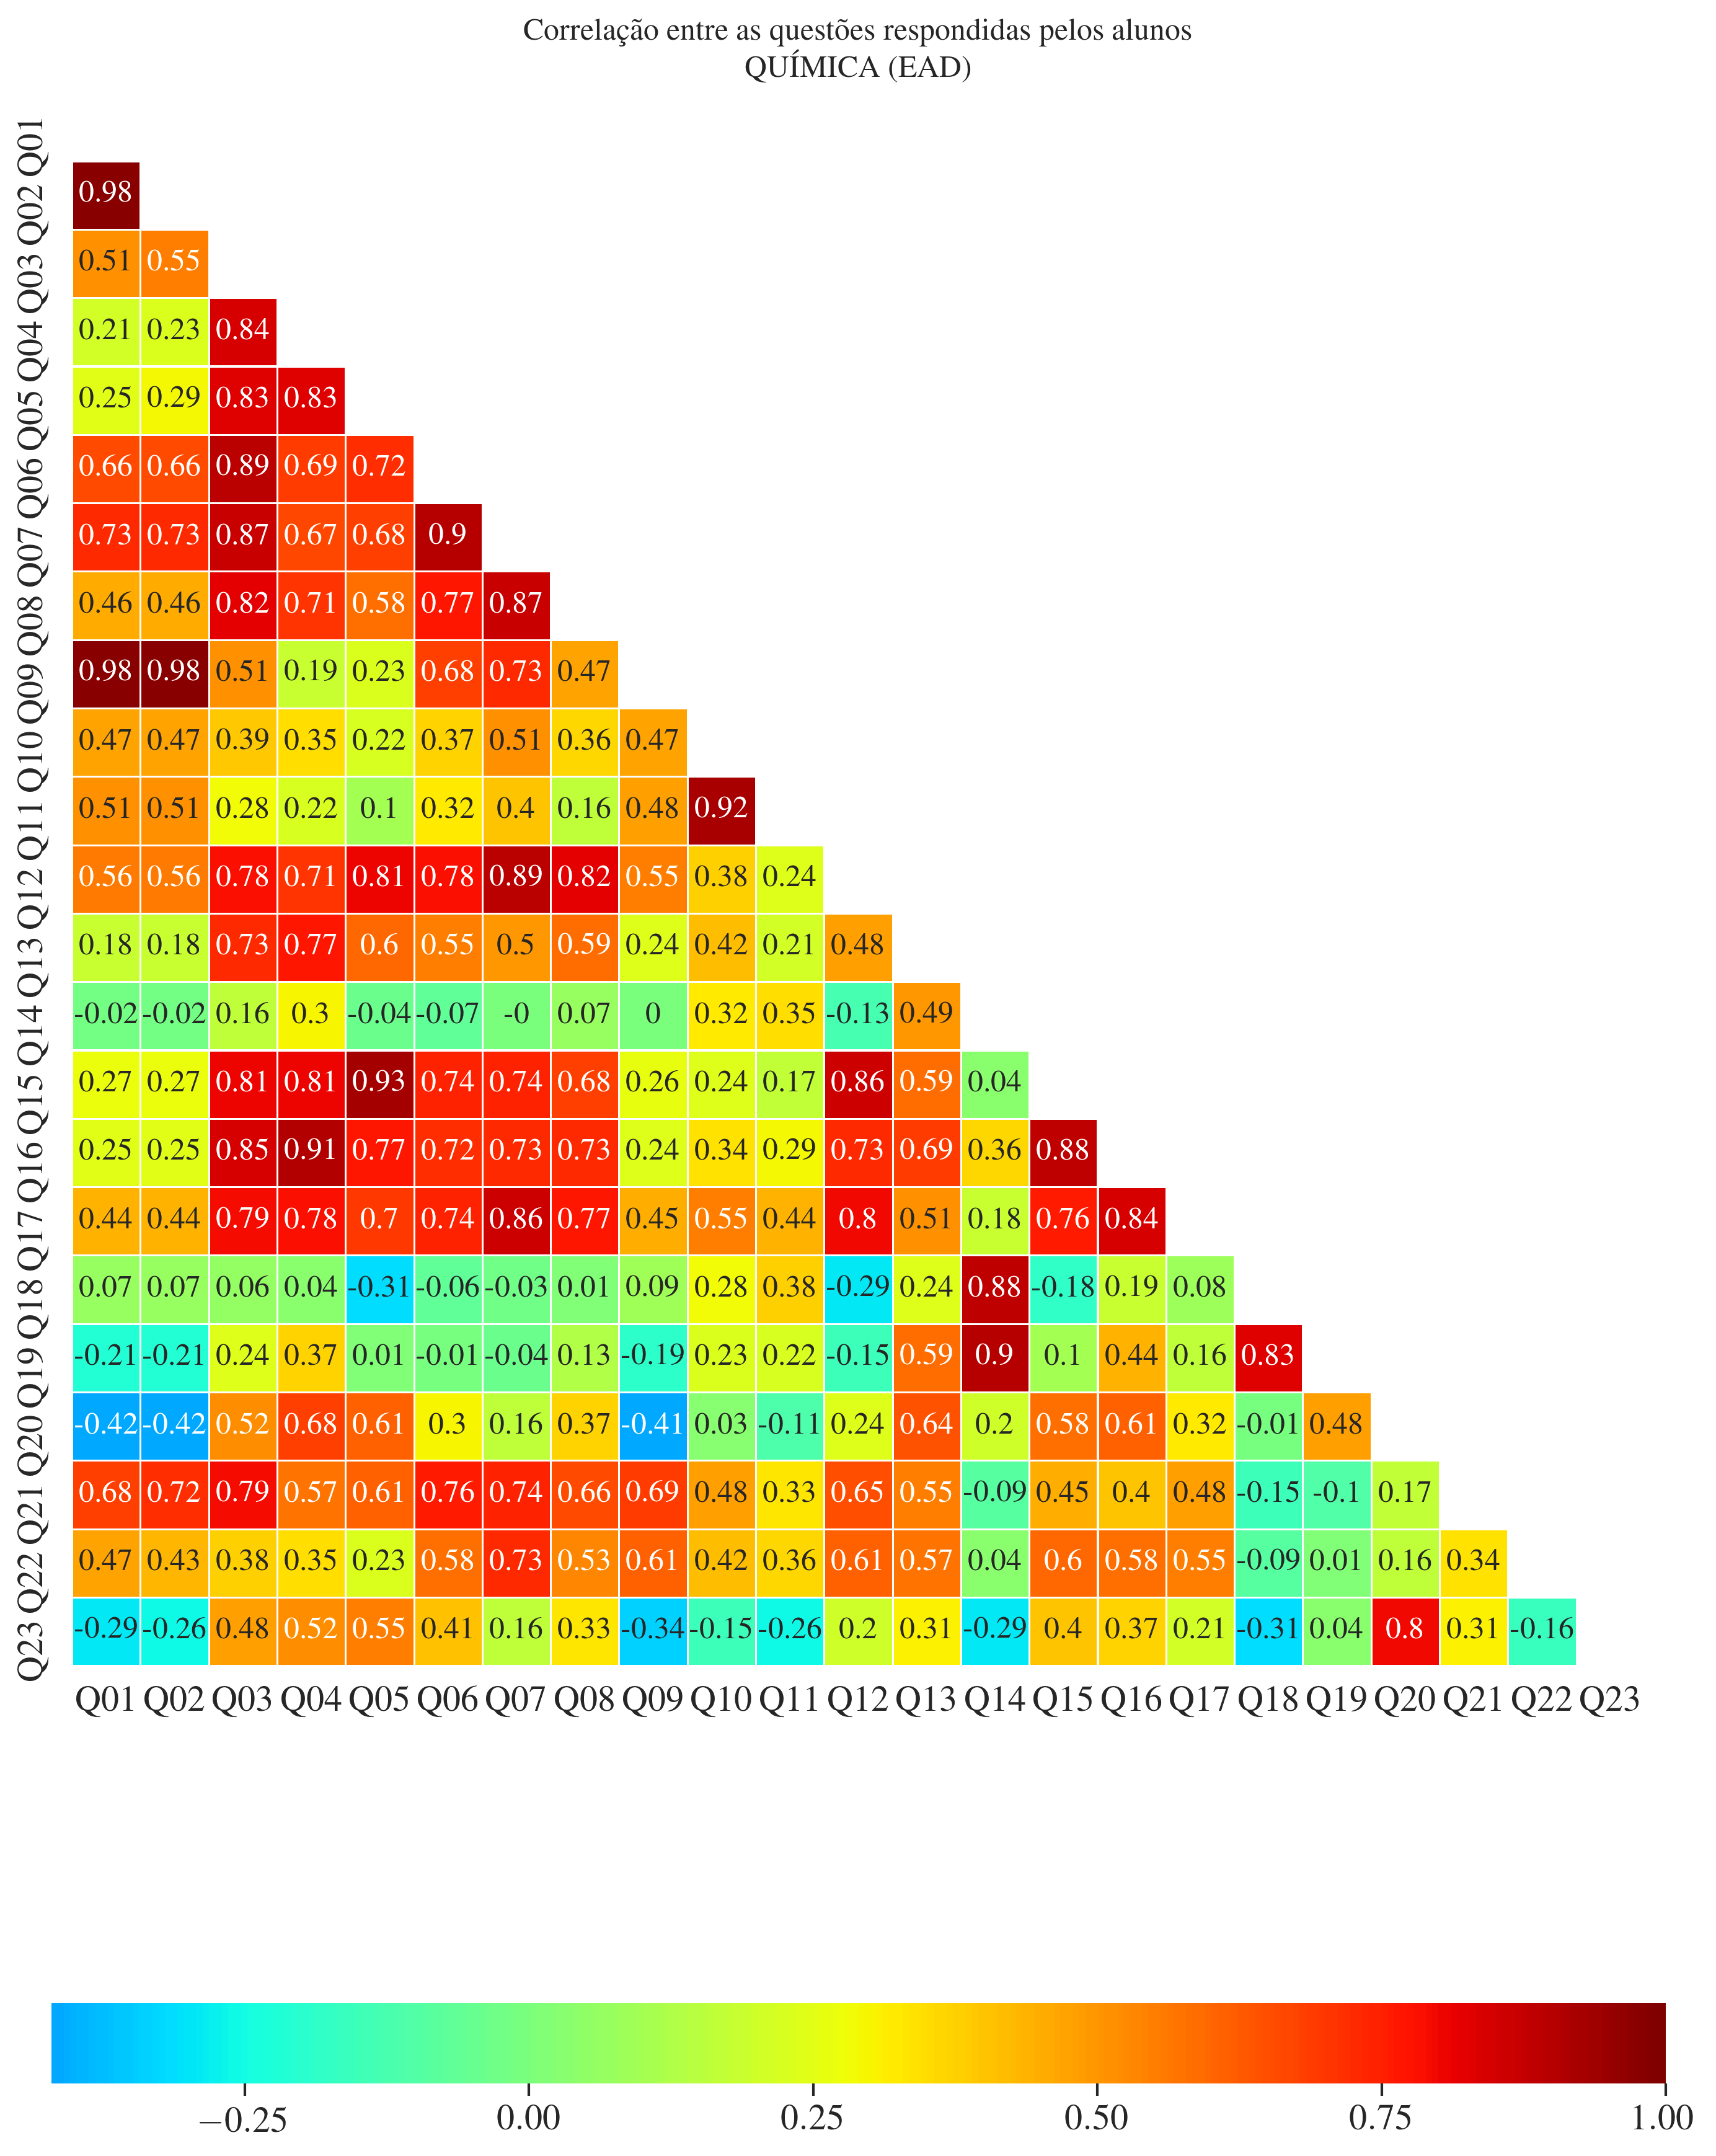 Correlação entre as questões respondidas pelos alunos
QUÍMICA (EAD)
Q01
Q02 0.98
Q03 0.51 0.55
Q04 0.21 0.23 0.84
Q05 0.25 0.29 0.83 0.83
Q06 0.66 0.66 0.89 0.69 0.72
Q07 0.73 0.73 0.87 0.67 0.68 0.9
Q08 0.46 0.46 0.82 0.71 0.58 0.77 0.87
Q09 0.98 0.98 0.51 0.19 0.23 0.68 0.73 0.47
Q10 0.47 0.47 0.39 0.35 0.22 0.37 0.51 0.36 0.47
Q11 0.51 0.51 0.28 0.22 0.1 0.32 0.4 0.16 0.48 0.92
Q12 0.56 0.56 0.78 0.71 0.81 0.78 0.89 0.82 0.55 0.38 0.24
Q13 0.18 0.18 0.73 0.77 0.6 0.55 0.5 0.59 0.24 0.42 0.21 0.48
Q14 -0.02 -0.02 0.16 0.3 -0.04 -0.07 -0 0.07 0 0.32 0.35 -0.13 0.49
Q15 0.27 0.27 0.81 0.81 0.93 0.74 0.74 0.68 0.26 0.24 0.17 0.86 0.59 0.04
Q16 0.25 0.25 0.85 0.91 0.77 0.72 0.73 0.73 0.24 0.34 0.29 0.73 0.69 0.36 0.88
Q17 0.44 0.44 0.79 0.78 0.7 0.74 0.86 0.77 0.45 0.55 0.44 0.8 0.51 0.18 0.76 0.84
Q18 0.07 0.07 0.06 0.04 -0.31 -0.06 -0.03 0.01 0.09 0.28 0.38 -0.29 0.24 0.88 -0.18 0.19 0.08
Q19 -0.21 -0.21 0.24 0.37 0.01 -0.01 -0.04 0.13 -0.19 0.23 0.22 -0.15 0.59 0.9 0.1 0.44 0.16 0.83
Q20 -0.42 -0.42 0.52 0.68 0.61 0.3 0.16 0.37 -0.41 0.03 -0.11 0.24 0.64 0.2 0.58 0.61 0.32 -0.01 0.48
Q21 0.68 0.72 0.79 0.57 0.61 0.76 0.74 0.66 0.69 0.48 0.33 0.65 0.55 -0.09 0.45 0.4 0.48 -0.15 -0.1 0.17
Q22 0.47 0.43 0.38 0.35 0.23 0.58 0.73 0.53 0.61 0.42 0.36 0.61 0.57 0.04 0.6 0.58 0.55 -0.09 0.01 0.16 0.34
Q23 -0.29 -0.26 0.48 0.52 0.55 0.41 0.16 0.33 -0.34 -0.15 -0.26 0.2 0.31 -0.29 0.4 0.37 0.21 -0.31 0.04 0.8 0.31 -0.16
Q01 Q02 Q03 Q04 Q05 Q06 Q07 Q08 Q09 Q10 Q11 Q12 Q13 Q14 Q15 Q16 Q17 Q18 Q19 Q20 Q21 Q22 Q23
−0.25 0.00 0.25 0.50 0.75 1.00